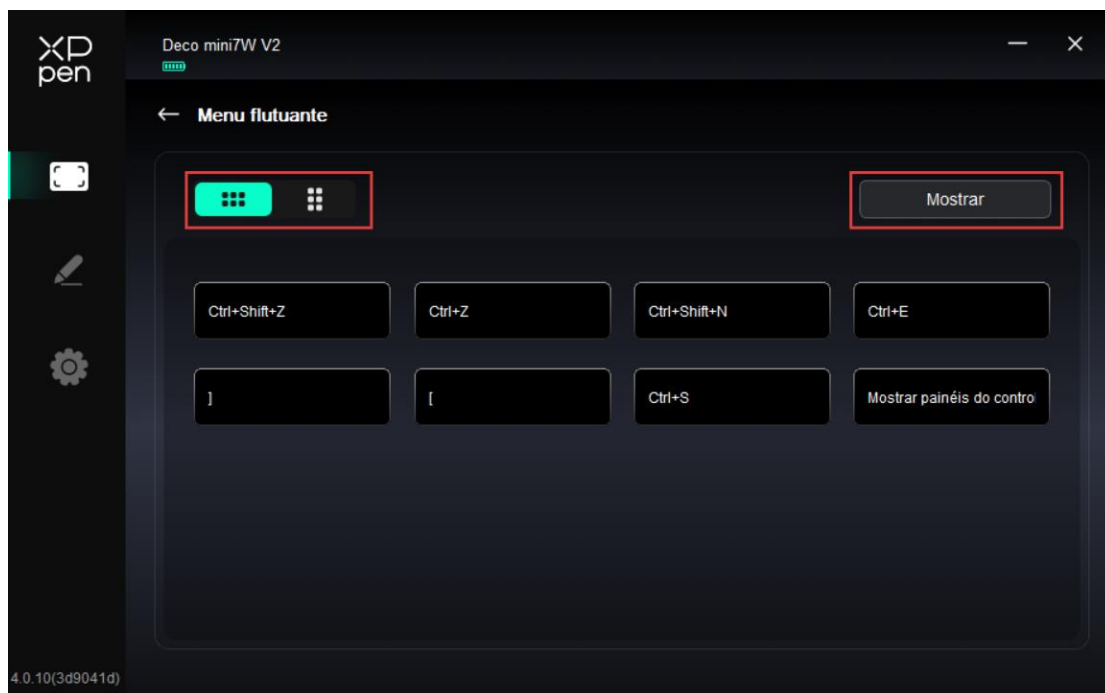 XP
pen
Deco mini7W V2
Menu flutuante
Mostrar
Ctrl+Shift+Z
Ctrl+Z
Ctrl+Shift+N
Ctrl+E
]
[
Ctrl+S
Mostrar painéis do contro
4.0.10(3d9041d)